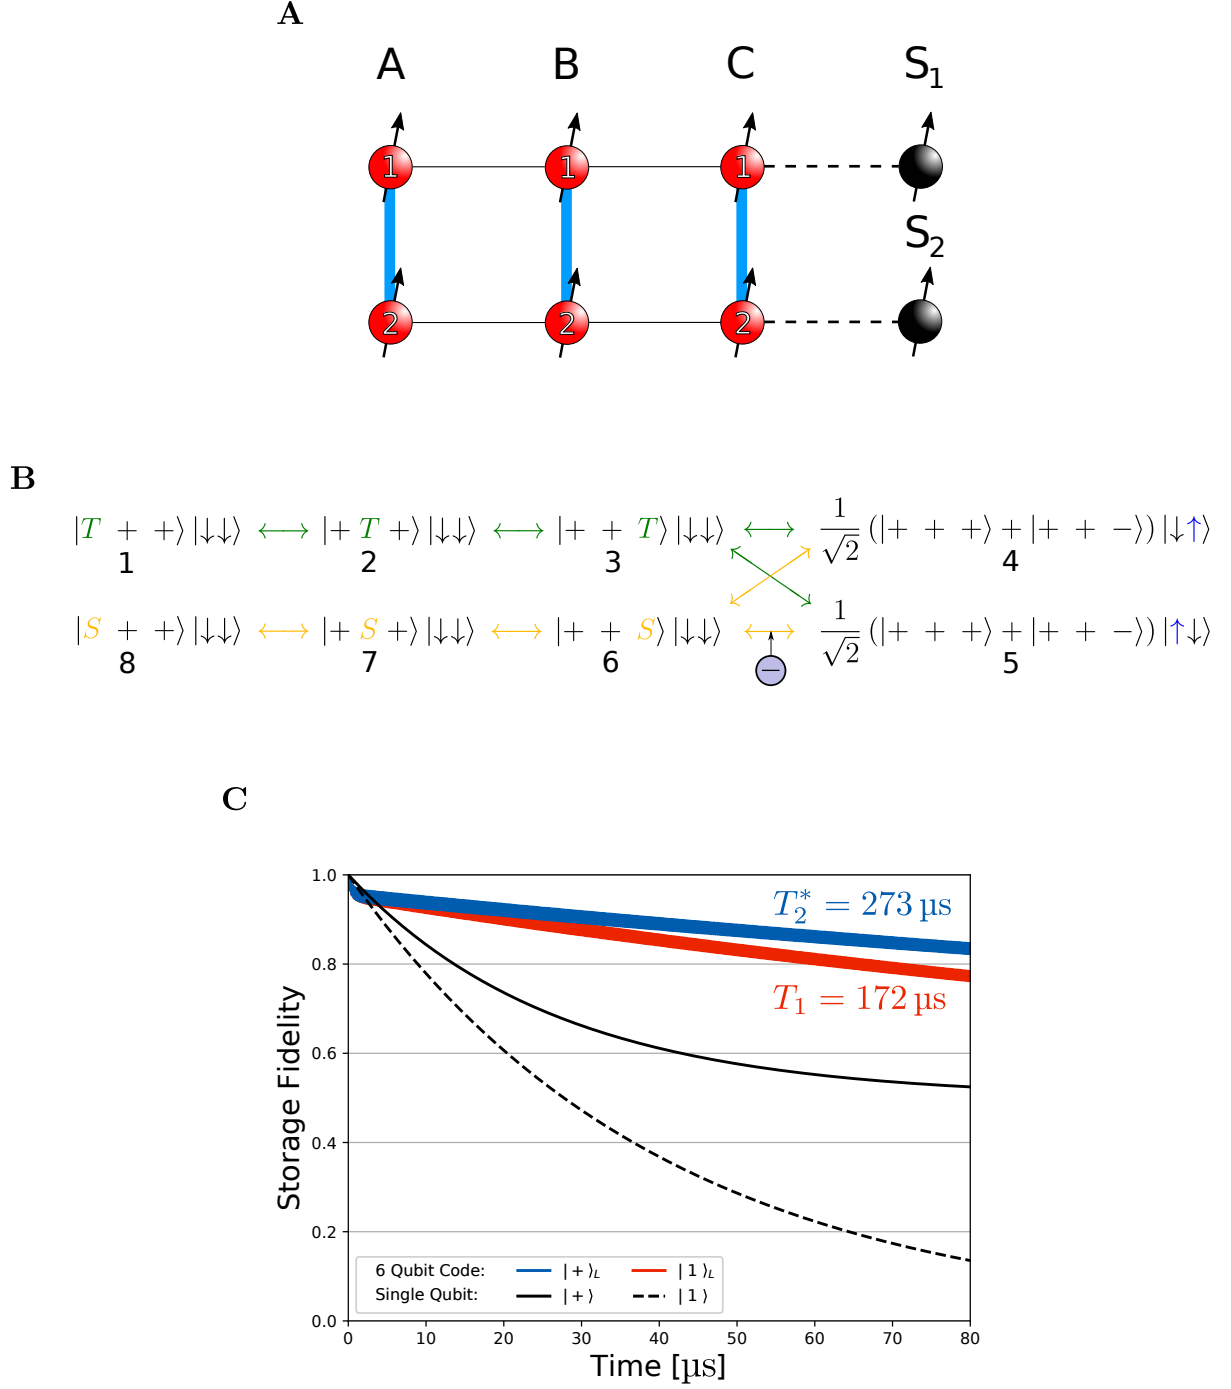 A
A B C S₁
1 1 1
S₂
2 2 2
B
|T + +⟩|↓↓⟩ ⟷ |+ T +⟩|↓↓⟩ ⟷ |+ + T⟩|↓↓⟩ ⟷ 1/√2 (|+ + +⟩ + |+ + −⟩)|↓↑⟩
1 2 3 4
|S + +⟩|↓↓⟩ ⟷ |+ S +⟩|↓↓⟩ ⟷ |+ + S⟩|↓↓⟩ ⟷ 1/√2 (|+ + +⟩ + |+ + −⟩)|↑↓⟩
8 7 6 5
−
C
1.0
T₂* = 273 µs
0.8
T₁ = 172 µs
0.6
0.4
0.2
0.0
Storage Fidelity
6 Qubit Code: |+⟩L |1⟩L
Single Qubit: |+⟩ |1⟩
0 10 20 30 40 50 60 70 80
Time [µs]